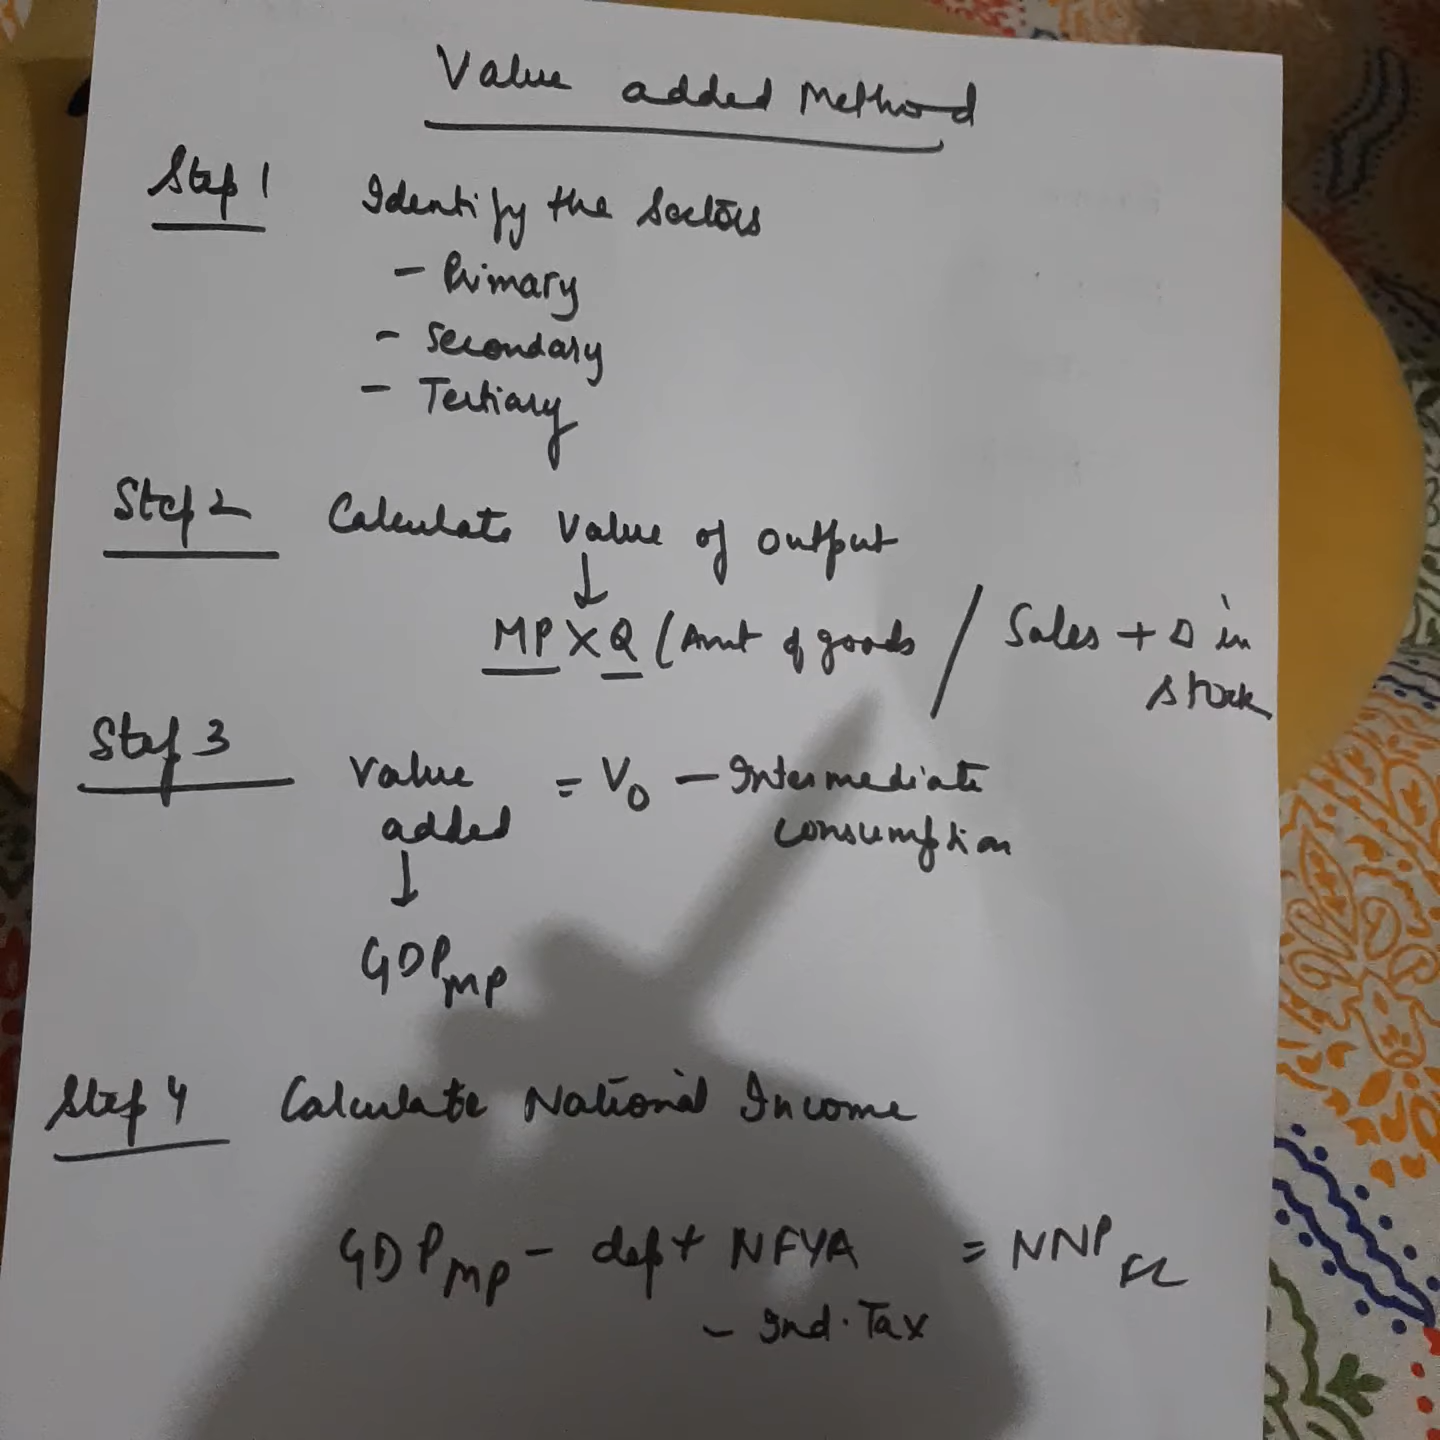 Value added Method
Step 1 Identify the Sectors
- Primary
- Secondary
- Tertiary
Step 2 Calculate Value of output
↓
MP X Q (Amt of goods / Sales + Δ in
stock
Step 3 Value = VO - Intermediate
added consumption
↓
GDPMP
Step 4 Calculate National Income
GDPMP - dep + NFYA = NNPFC
- Ind. Tax